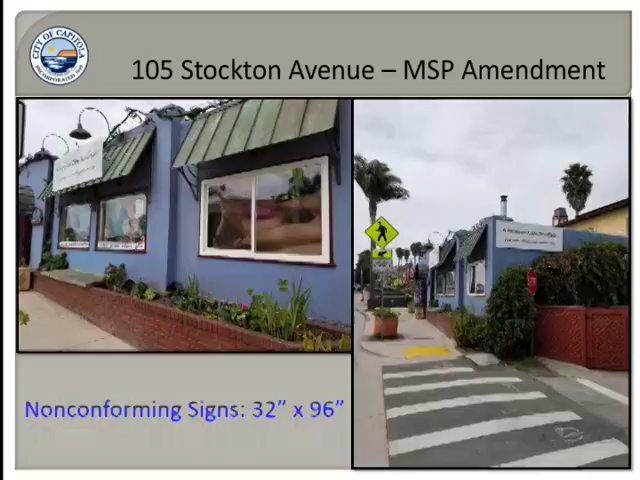 CITY OF CAPITOLA
INCORPORATED 1949
105 Stockton Avenue – MSP Amendment
Nonconforming Signs: 32” x 96”